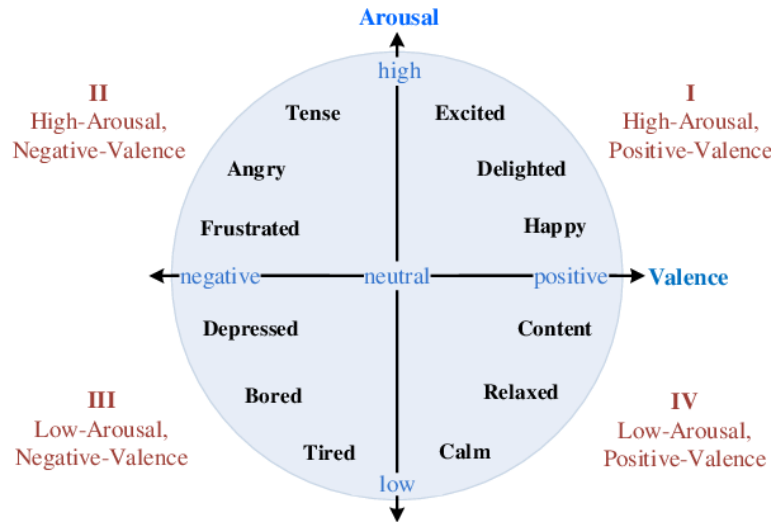 Arousal
high
II
High-Arousal,
Negative-Valence
I
High-Arousal,
Positive-Valence
Tense
Excited
Angry
Delighted
Frustrated
Happy
negative
neutral
positive
Valence
Depressed
Content
Bored
Relaxed
Tired
Calm
III
Low-Arousal,
Negative-Valence
IV
Low-Arousal,
Positive-Valence
low